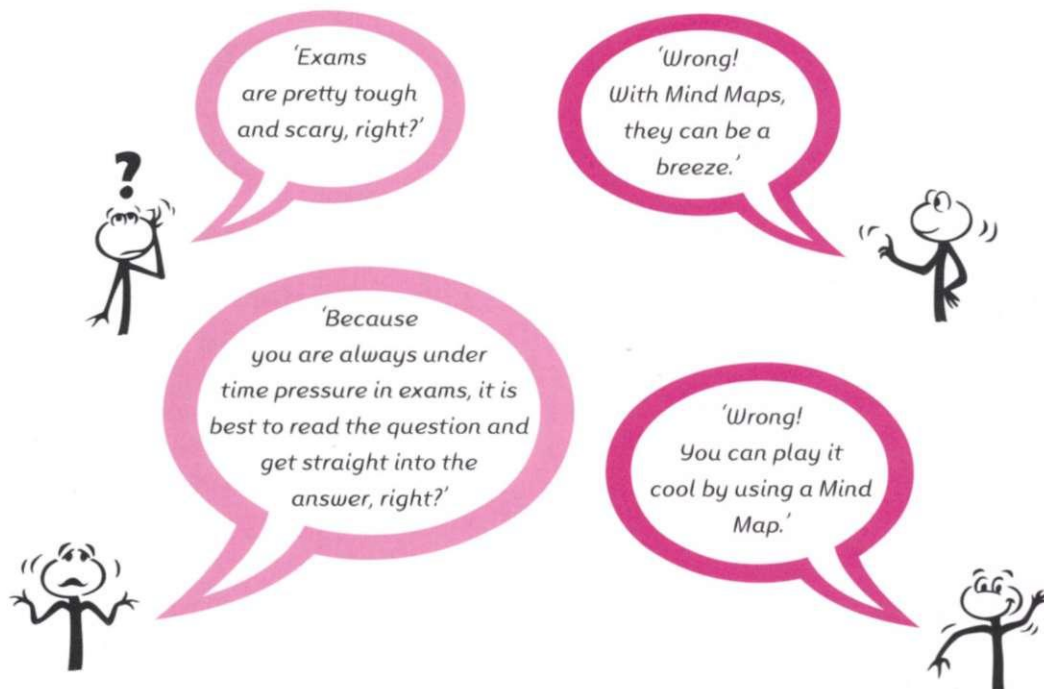 'Exams
are pretty tough
and scary, right?'
'Wrong!
With Mind Maps,
they can be a
breeze.'
?
'Because
you are always under
time pressure in exams, it is
best to read the question and
get straight into the
answer, right?'
'Wrong!
You can play it
cool by using a Mind
Map.'